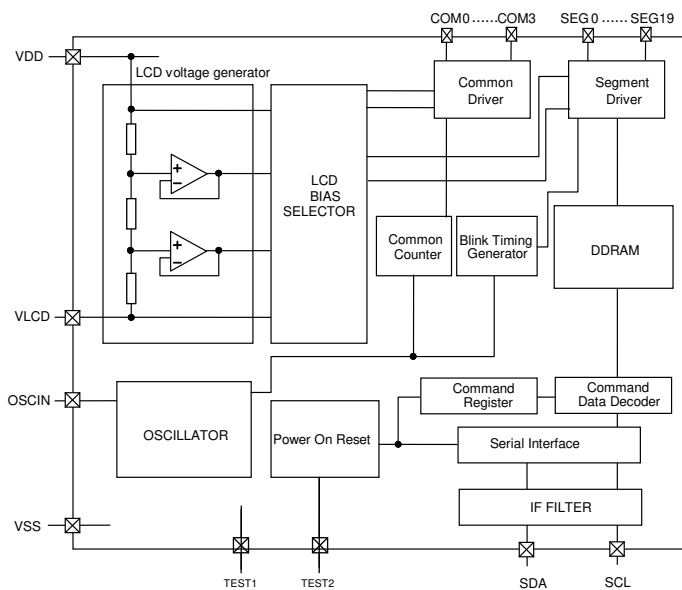 COM0 ...... COM3
SEG0 ...... SEG19
VDD
LCD voltage generator
Common
Driver
Segment
Driver
+
−
LCD
BIAS
SELECTOR
+
−
Common
Counter
Blink Timing
Generator
DDRAM
VLCD
OSCIN
OSCILLATOR
Power On Reset
Command
Register
Command
Data Decoder
Serial Interface
IF FILTER
VSS
TEST1
TEST2
SDA
SCL